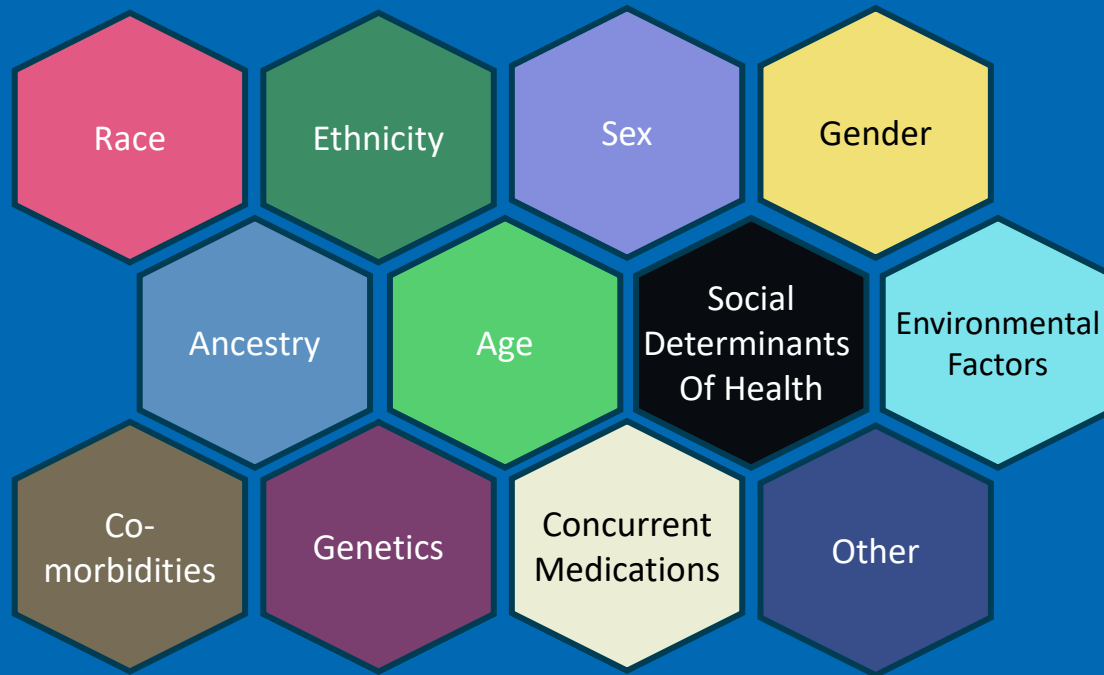 Race
Ethnicity
Sex
Gender
Ancestry
Age
Social
Determinants
Of Health
Environmental
Factors
Co-
morbidities
Genetics
Concurrent
Medications
Other